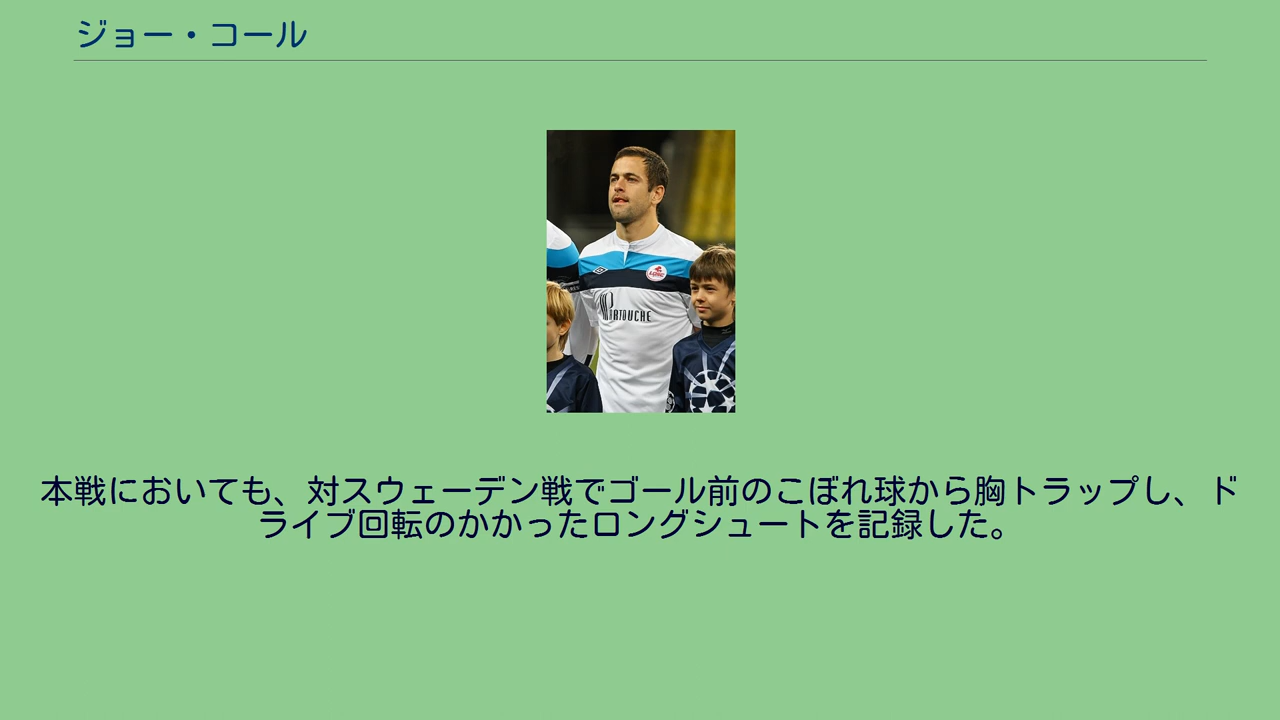 ジョー・コール
LOSC
PARTOUCHE
本戦においても、対スウェーデン戦でゴール前のこぼれ球から胸トラップし、ド
ライブ回転のかかったロングシュートを記録した。